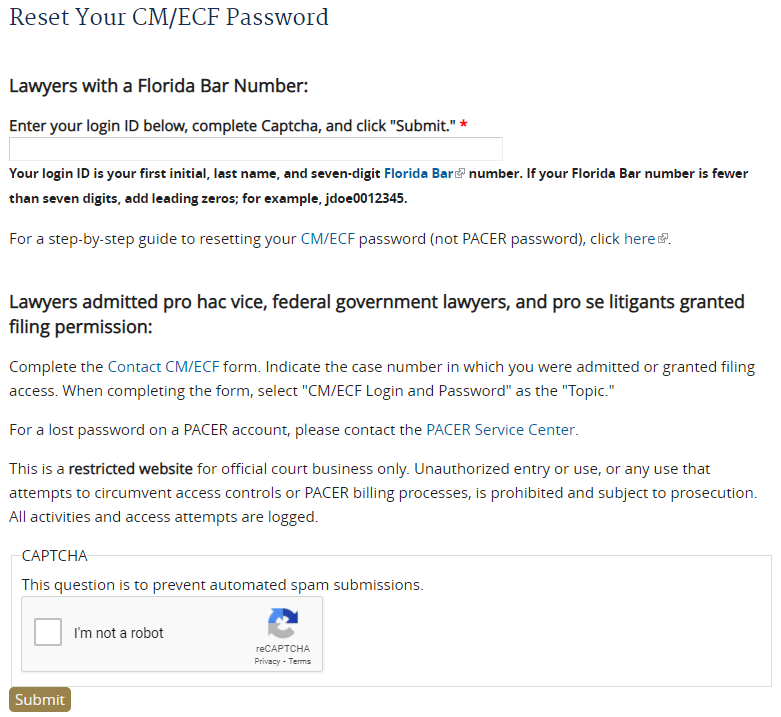 Reset Your CM/ECF Password
Lawyers with a Florida Bar Number:
Enter your login ID below, complete Captcha, and click "Submit." *
Your login ID is your first initial, last name, and seven-digit Florida Bar number. If your Florida Bar number is fewer
than seven digits, add leading zeros; for example, jdoe0012345.
For a step-by-step guide to resetting your CM/ECF password (not PACER password), click here.
Lawyers admitted pro hac vice, federal government lawyers, and pro se litigants granted
filing permission:
Complete the Contact CM/ECF form. Indicate the case number in which you were admitted or granted filing
access. When completing the form, select "CM/ECF Login and Password" as the "Topic."
For a lost password on a PACER account, please contact the PACER Service Center.
This is a restricted website for official court business only. Unauthorized entry or use, or any use that
attempts to circumvent access controls or PACER billing processes, is prohibited and subject to prosecution.
All activities and access attempts are logged.
CAPTCHA
This question is to prevent automated spam submissions.
I'm not a robot
reCAPTCHA
Privacy - Terms
Submit